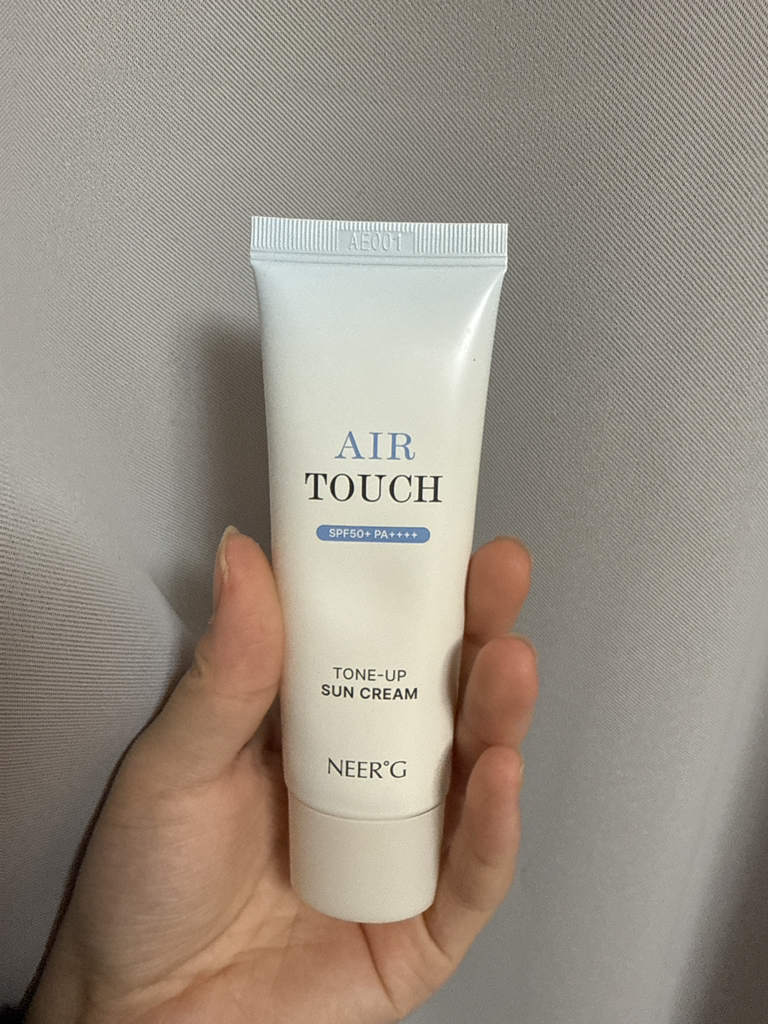 AE001
AIR
TOUCH
SPF50+ PA++++
TONE-UP
SUN CREAM
NEER°G